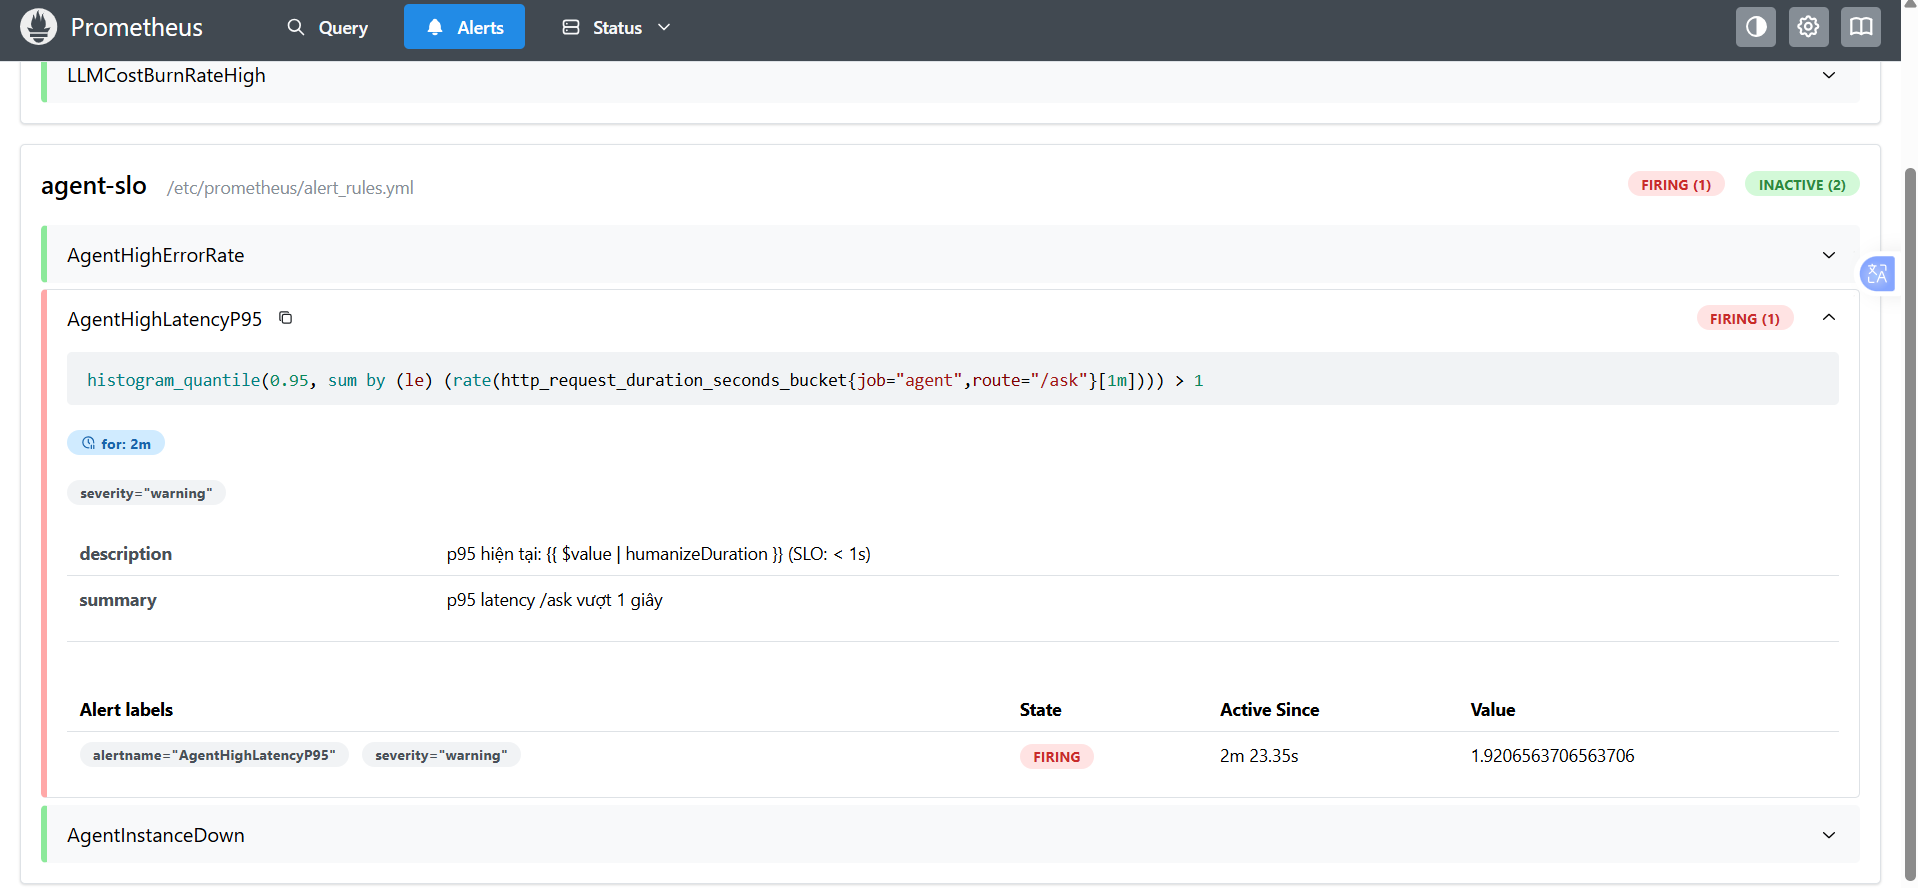 Prometheus
Query
Alerts
Status
LLMCostBurnRateHigh
agent-slo /etc/prometheus/alert_rules.yml FIRING (1) INACTIVE (2)
AgentHighErrorRate
AgentHighLatencyP95 FIRING (1)
histogram_quantile(0.95, sum by (le) (rate(http_request_duration_seconds_bucket{job="agent",route="/ask"}[1m]))) > 1
for: 2m
severity="warning"
description p95 hiện tại: {{ $value | humanizeDuration }} (SLO: < 1s)
summary p95 latency /ask vượt 1 giây
Alert labels State Active Since Value
alertname="AgentHighLatencyP95" severity="warning" FIRING 2m 23.35s 1.9206563706563706
AgentInstanceDown